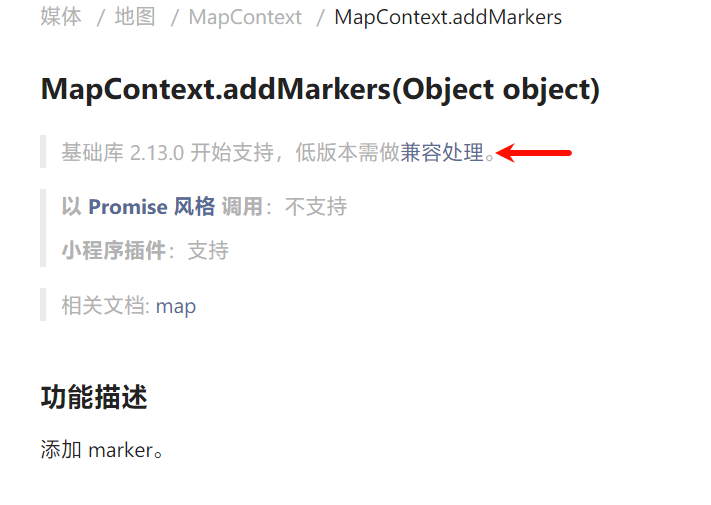 媒体 / 地图 / MapContext / MapContext.addMarkers
MapContext.addMarkers(Object object)
基础库 2.13.0 开始支持，低版本需做兼容处理。
以 Promise 风格 调用：不支持
小程序插件：支持
相关文档: map
功能描述
添加 marker。